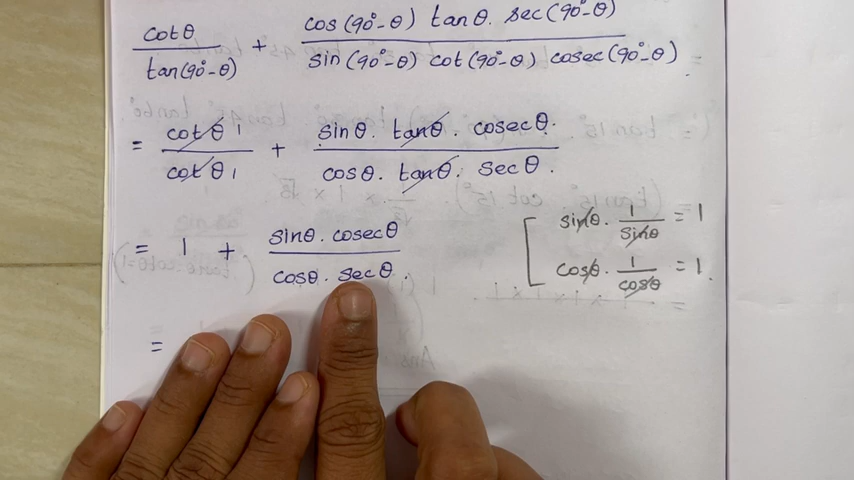 cotθ / tan(90°-θ) + cos(90°-θ) tanθ. sec(90°-θ) / sin(90°-θ) cot(90°-θ) cosec(90°-θ)
= cotθ 1 / cotθ 1 + sinθ. tanθ. cosecθ. / cosθ. tanθ. secθ.
= 1 + sinθ. cosecθ / cosθ. secθ.
[ sinθ. 1/sinθ = 1
cosθ. 1/cosθ = 1.
=